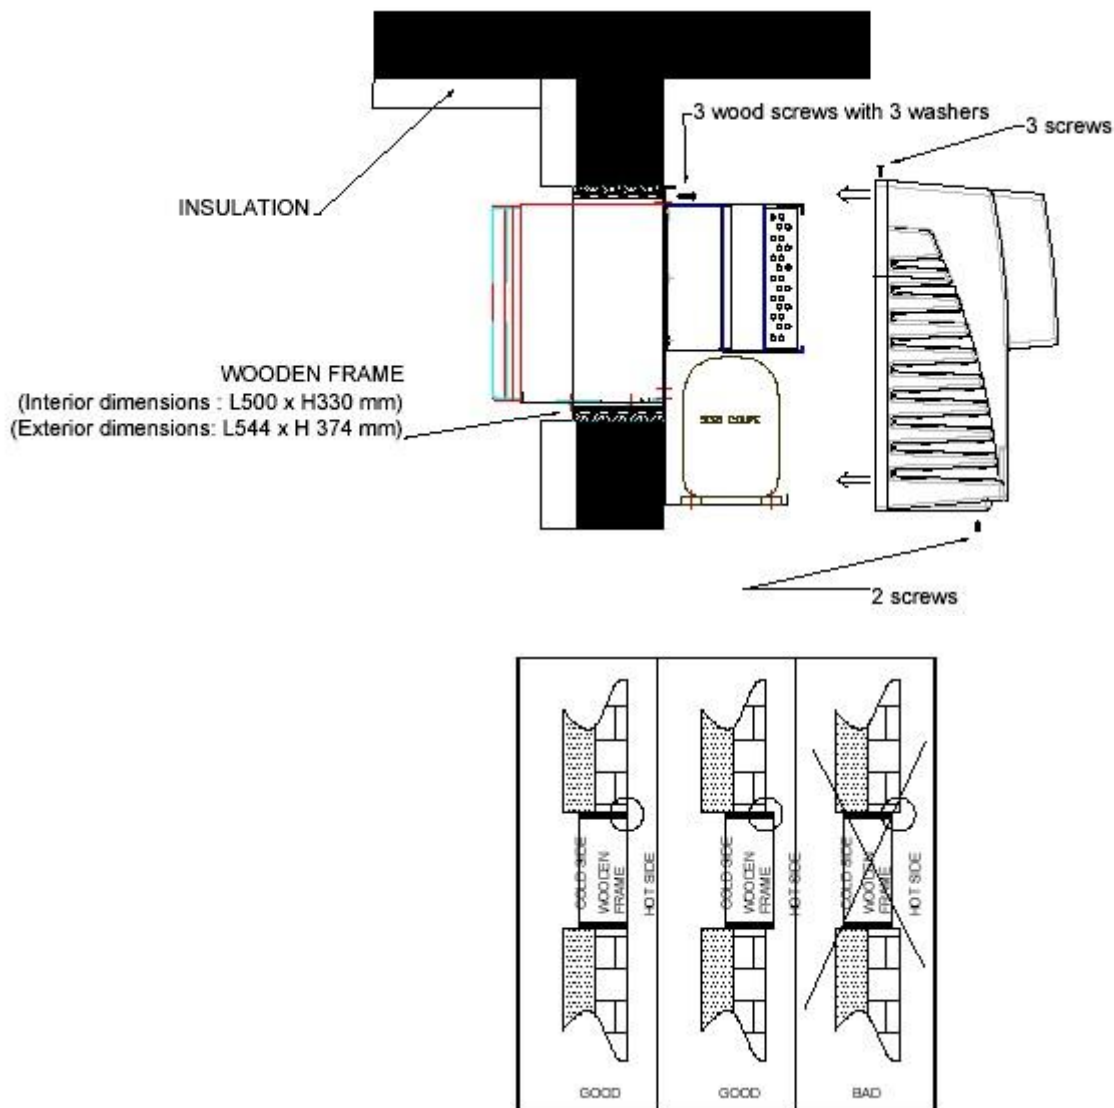 3 wood screws with 3 washers
3 screws
INSULATION
WOODEN FRAME
(Interior dimensions : L500 x H330 mm)
(Exterior dimensions: L544 x H 374 mm)
2 screws
COLD SIDE
WOODEN
FRAME
HOT SIDE
COLD SIDE
WOODEN
FRAME
HOT SIDE
COLD SIDE
WOODEN
FRAME
HOT SIDE
GOOD
GOOD
BAD